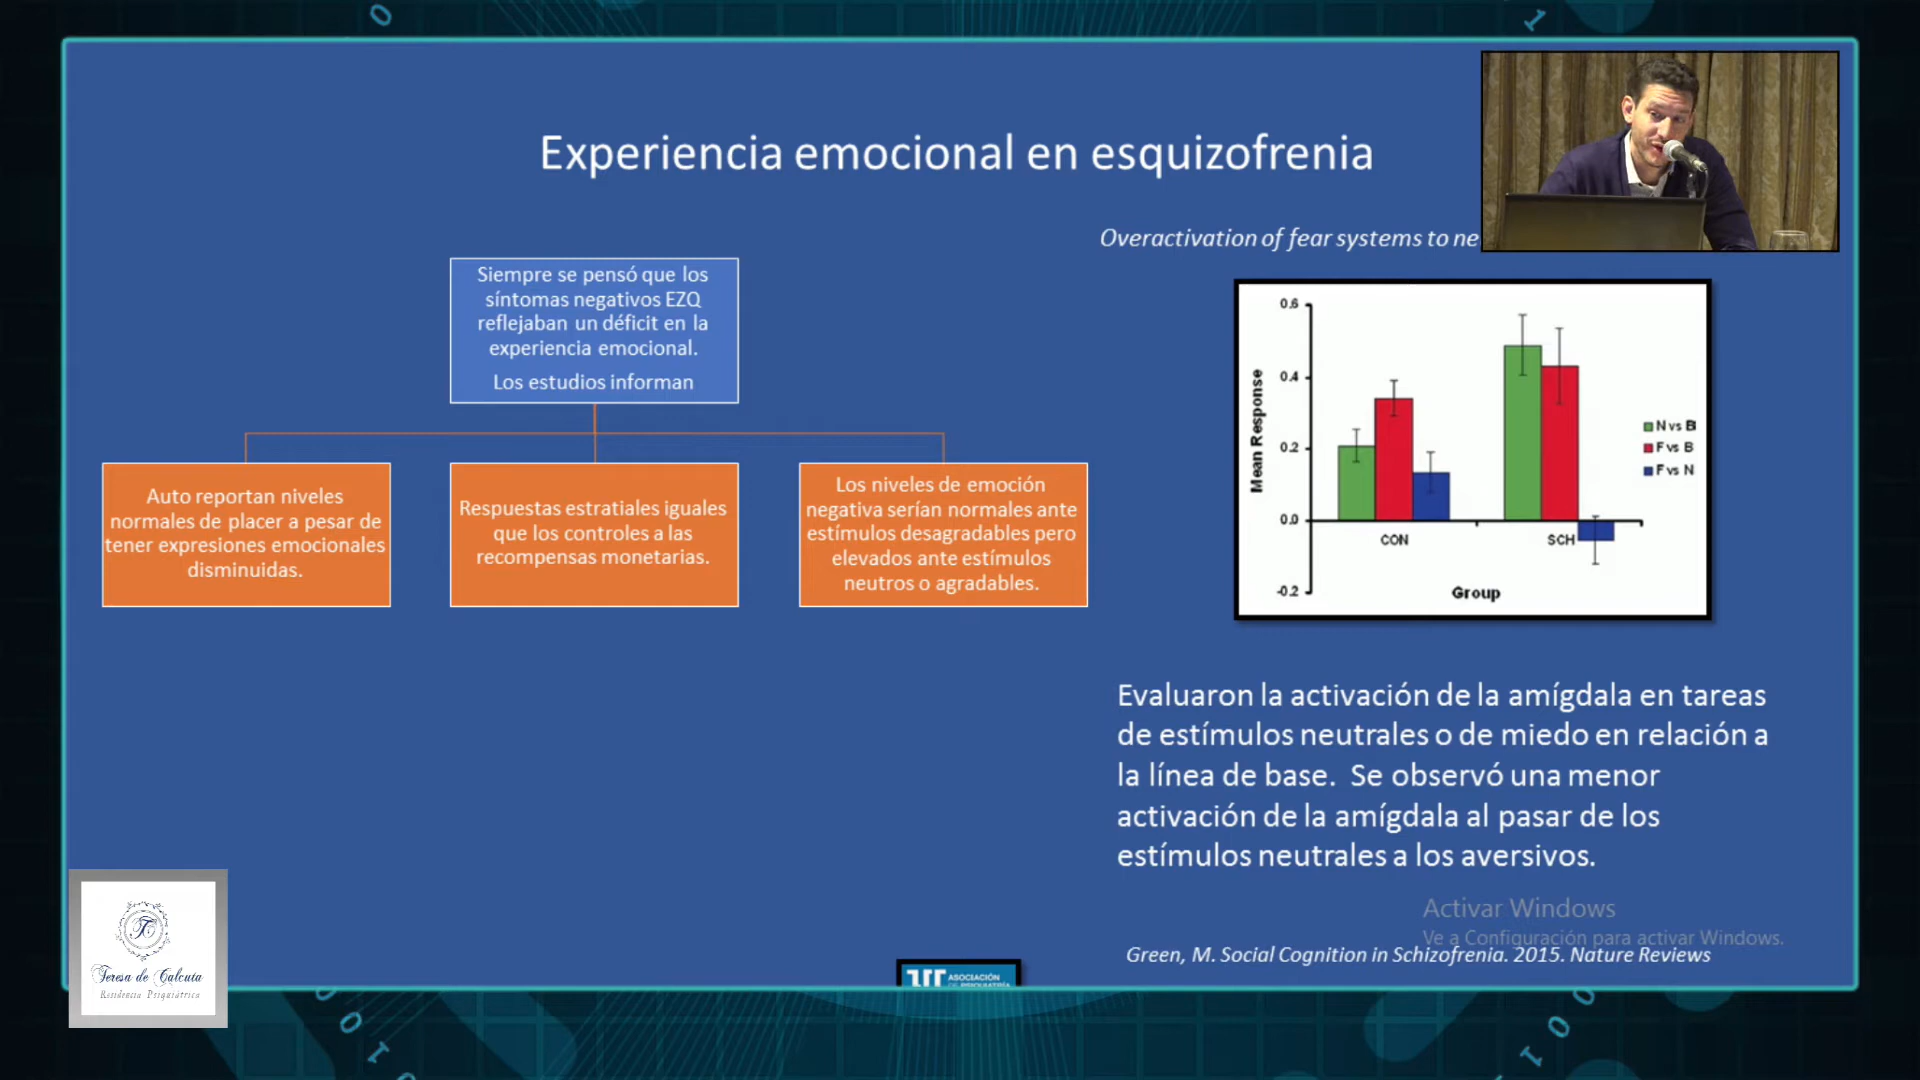 Experiencia emocional en esquizofrenia
Overactivation of fear systems to ne
Siempre se pensó que los
síntomas negativos EZQ
reflejaban un déficit en la
experiencia emocional.
Los estudios informan
Auto reportan niveles
normales de placer a pesar de
tener expresiones emocionales
disminuidas.
Respuestas estratiales iguales
que los controles a las
recompensas monetarias.
Los niveles de emoción
negativa serían normales ante
estímulos desagradables pero
elevados ante estímulos
neutros o agradables.
Mean Response
0.6
0.4
0.2
0.0
-0.2
CON
SCH
Group
N vs B
F vs B
F vs N
Evaluaron la activación de la amígdala en tareas
de estímulos neutrales o de miedo en relación a
la línea de base. Se observó una menor
activación de la amígdala al pasar de los
estímulos neutrales a los aversivos.
Activar Windows
Ve a Configuración para activar Windows.
Green, M. Social Cognition in Schizofrenia. 2015. Nature Reviews
Teresa de Calcuta
Residencia Psiquiátrica
ASOCIACIÓN
DE PSIQUIATRÍA